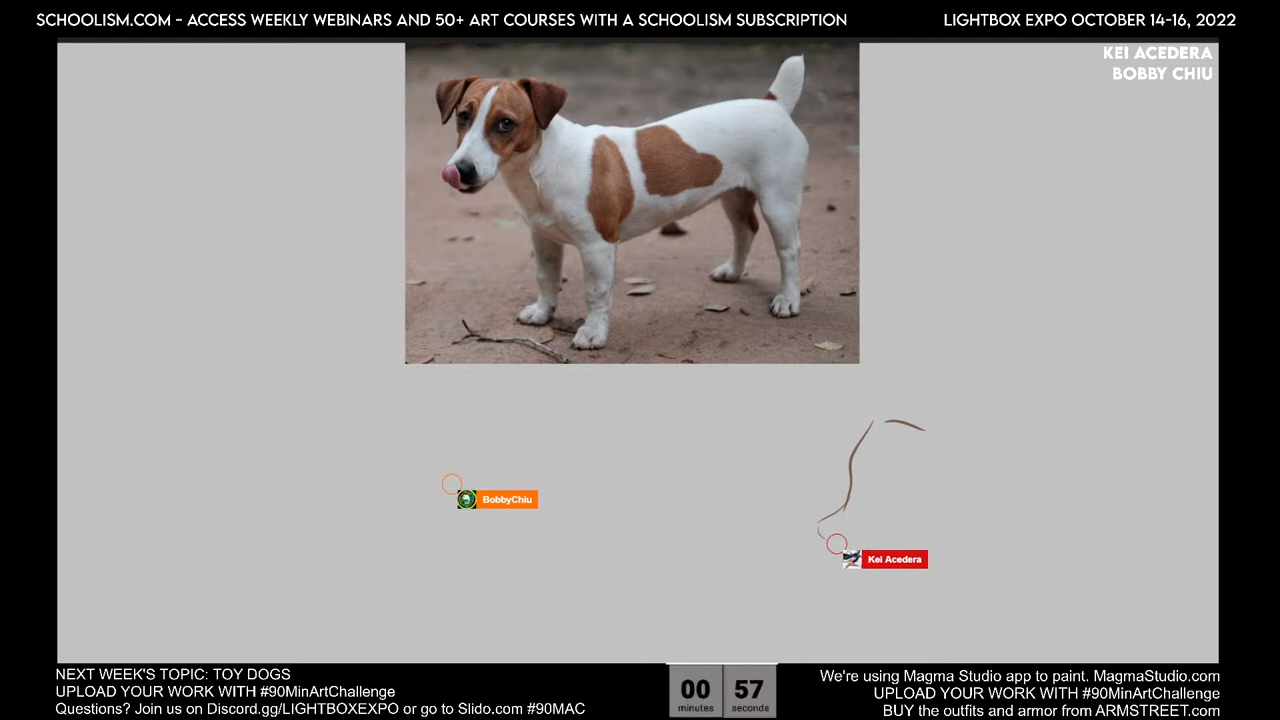 SCHOOLISM.COM - ACCESS WEEKLY WEBINARS AND 50+ ART COURSES WITH A SCHOOLISM SUBSCRIPTION
LIGHTBOX EXPO OCTOBER 14-16, 2022
KEI ACEDERA
BOBBY CHIU
BobbyChiu
Kei Acedera
NEXT WEEK'S TOPIC: TOY DOGS
UPLOAD YOUR WORK WITH #90MinArtChallenge
Questions? Join us on Discord.gg/LIGHTBOXEXPO or go to Slido.com #90MAC
00 57
minutes seconds
We're using Magma Studio app to paint. MagmaStudio.com
UPLOAD YOUR WORK WITH #90MinArtChallenge
BUY the outfits and armor from ARMSTREET.com